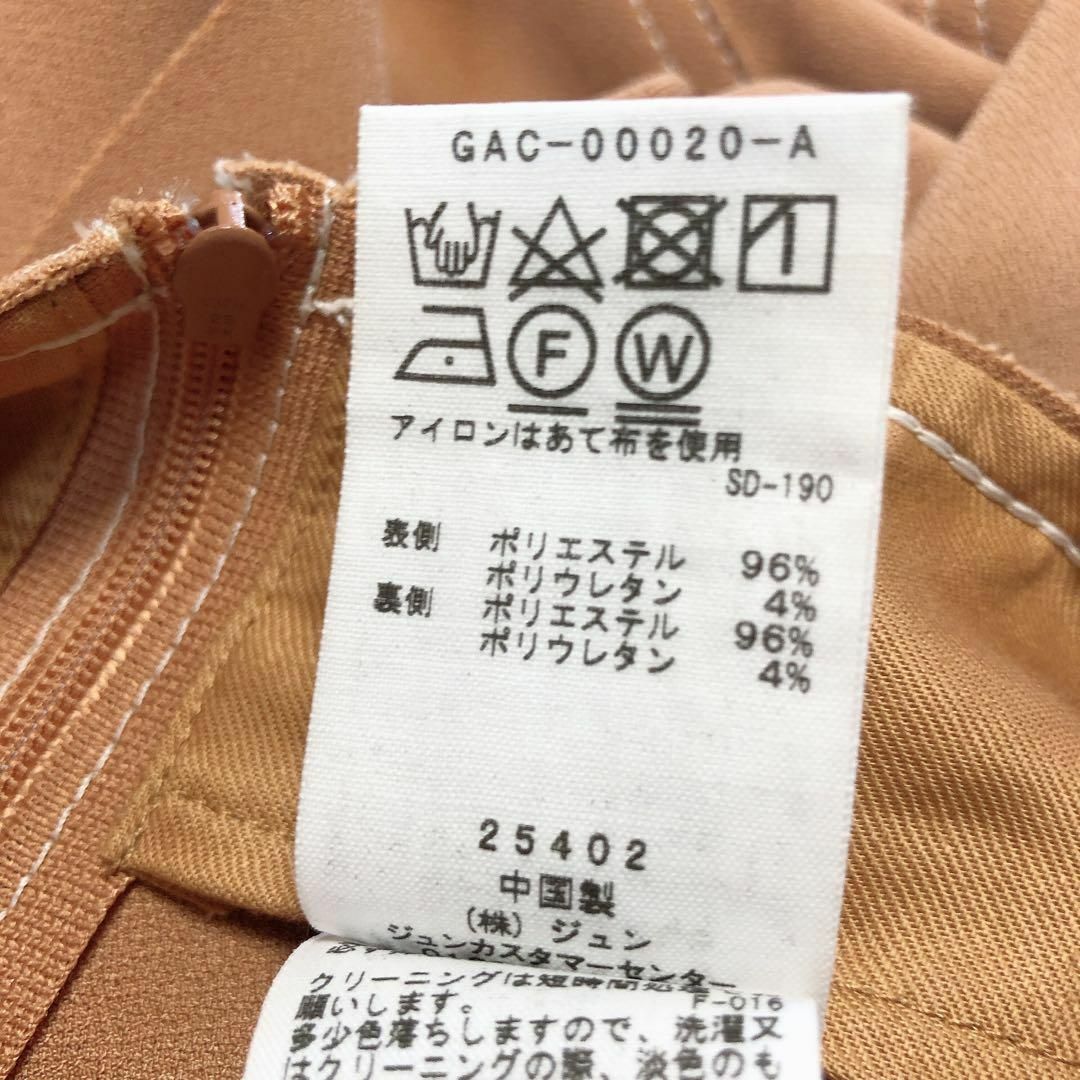 GAC-00020-A
F W
アイロンはあて布を使用
SD-190
表側 ポリエステル 96%
ポリウレタン 4%
裏側 ポリエステル 96%
ポリウレタン 4%
25402
中国製
(株) ジュン
ジュンカスタマーセンター
クリーニングは短時間
F-016
願いします。
多少色落ちしますので、洗濯又
はクリーニングの際、淡色のも